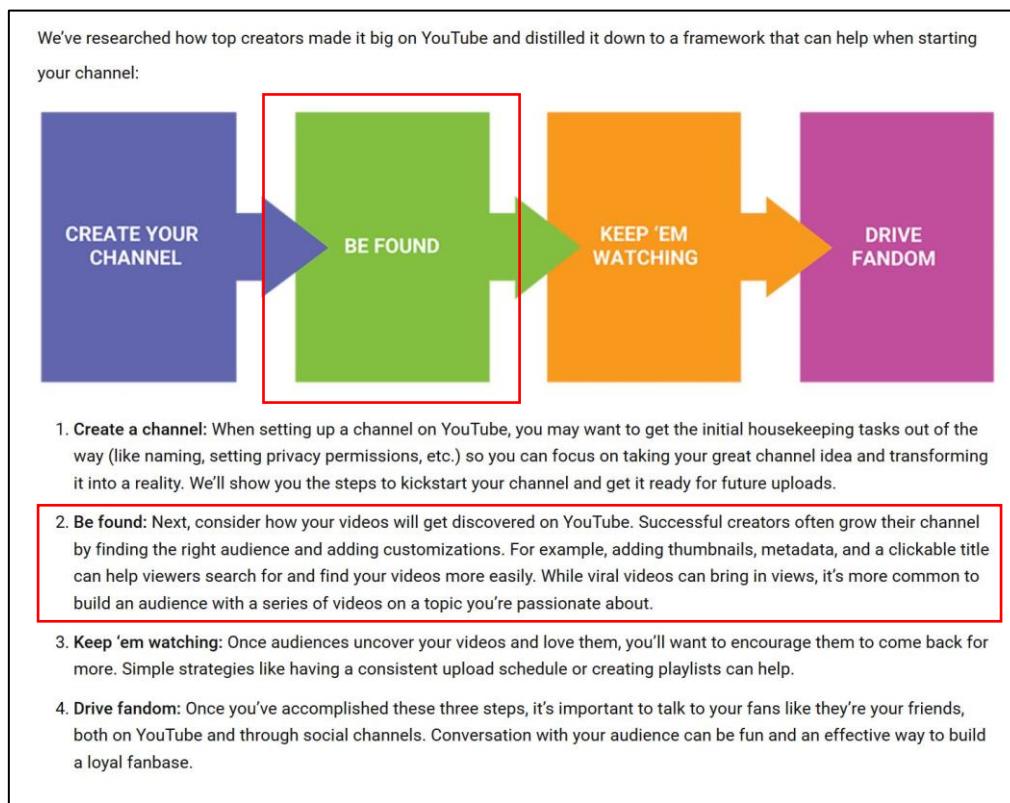 We’ve researched how top creators made it big on YouTube and distilled it down to a framework that can help when starting
your channel:
CREATE YOUR
CHANNEL
BE FOUND
KEEP ‘EM
WATCHING
DRIVE
FANDOM
1. Create a channel: When setting up a channel on YouTube, you may want to get the initial housekeeping tasks out of the
way (like naming, setting privacy permissions, etc.) so you can focus on taking your great channel idea and transforming
it into a reality. We’ll show you the steps to kickstart your channel and get it ready for future uploads.
2. Be found: Next, consider how your videos will get discovered on YouTube. Successful creators often grow their channel
by finding the right audience and adding customizations. For example, adding thumbnails, metadata, and a clickable title
can help viewers search for and find your videos more easily. While viral videos can bring in views, it’s more common to
build an audience with a series of videos on a topic you’re passionate about.
3. Keep ‘em watching: Once audiences uncover your videos and love them, you’ll want to encourage them to come back for
more. Simple strategies like having a consistent upload schedule or creating playlists can help.
4. Drive fandom: Once you’ve accomplished these three steps, it’s important to talk to your fans like they’re your friends,
both on YouTube and through social channels. Conversation with your audience can be fun and an effective way to build
a loyal fanbase.